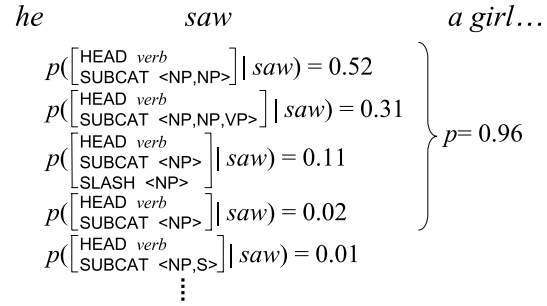 he saw a girl…
p([HEAD verb
SUBCAT <NP,NP>]| saw) = 0.52
p([HEAD verb
SUBCAT <NP,NP,VP>]| saw) = 0.31
p([HEAD verb
SUBCAT <NP>
SLASH <NP>]| saw) = 0.11
p([HEAD verb
SUBCAT <NP>]| saw) = 0.02
p= 0.96
p([HEAD verb
SUBCAT <NP,S>]| saw) = 0.01